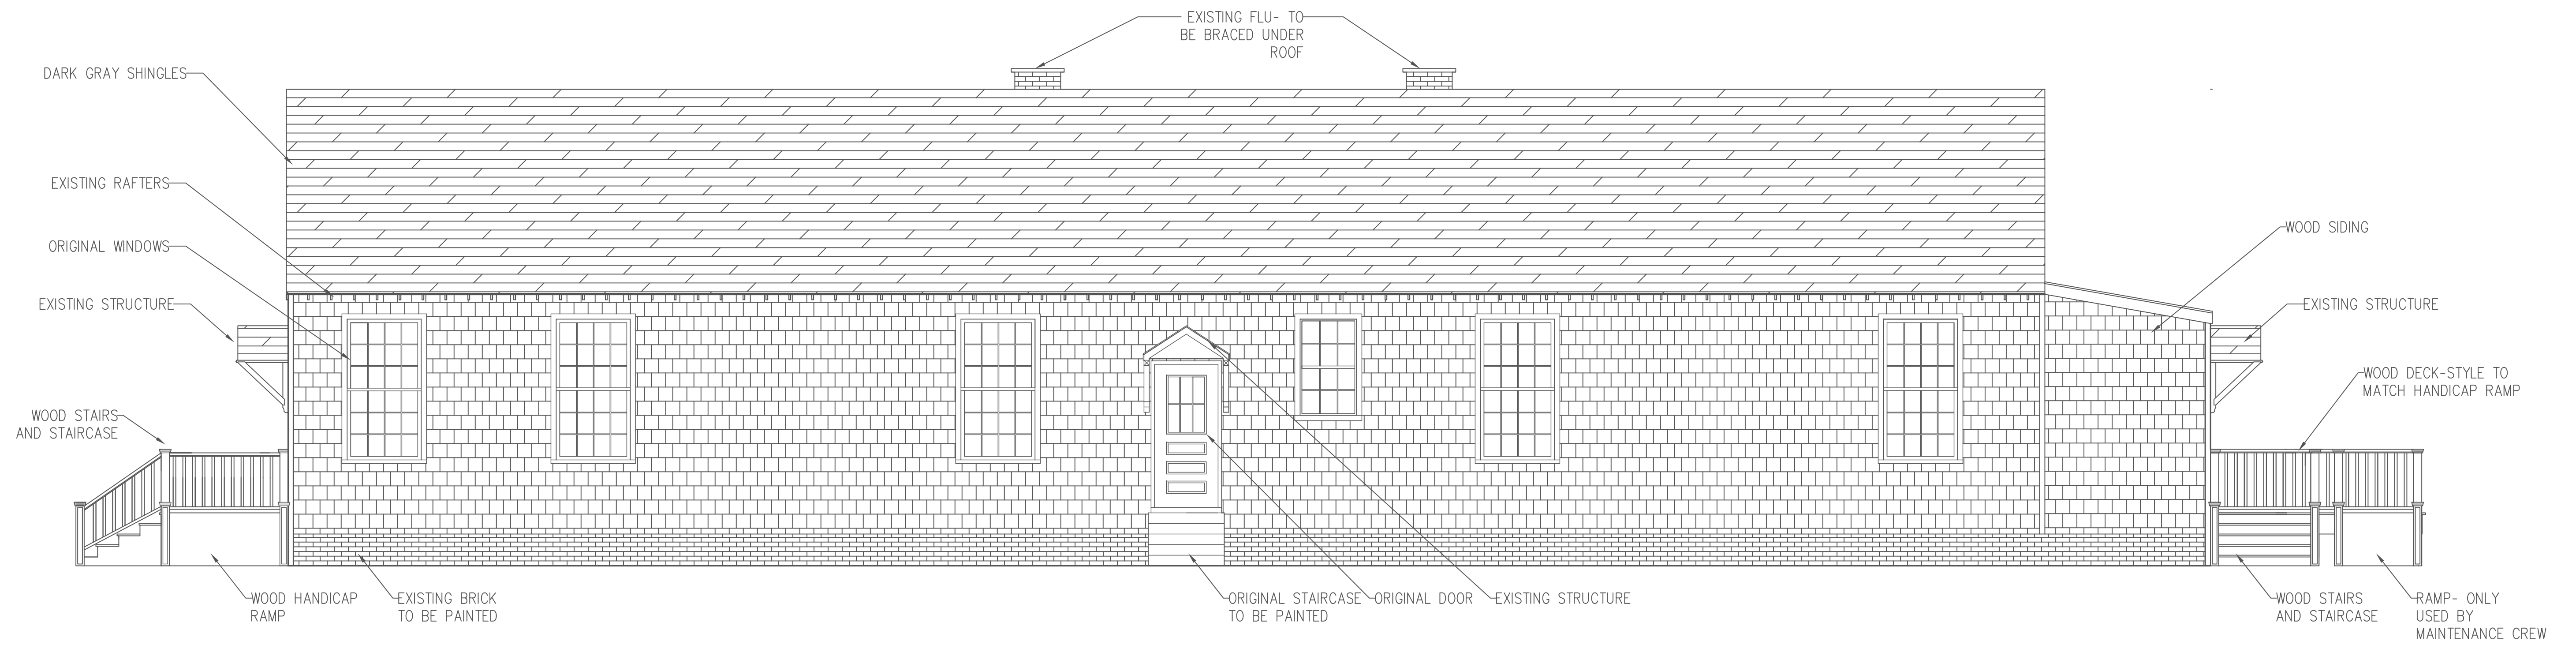 EXISTING FLU- TO
BE BRACED UNDER
ROOF
DARK GRAY SHINGLES
EXISTING RAFTERS
ORIGINAL WINDOWS
EXISTING STRUCTURE
WOOD STAIRS
AND STAIRCASE
WOOD SIDING
EXISTING STRUCTURE
WOOD DECK-STYLE TO
MATCH HANDICAP RAMP
WOOD HANDICAP
RAMP
EXISTING BRICK
TO BE PAINTED
ORIGINAL STAIRCASE
TO BE PAINTED
ORIGINAL DOOR
EXISTING STRUCTURE
WOOD STAIRS
AND STAIRCASE
RAMP- ONLY
USED BY
MAINTENANCE CREW